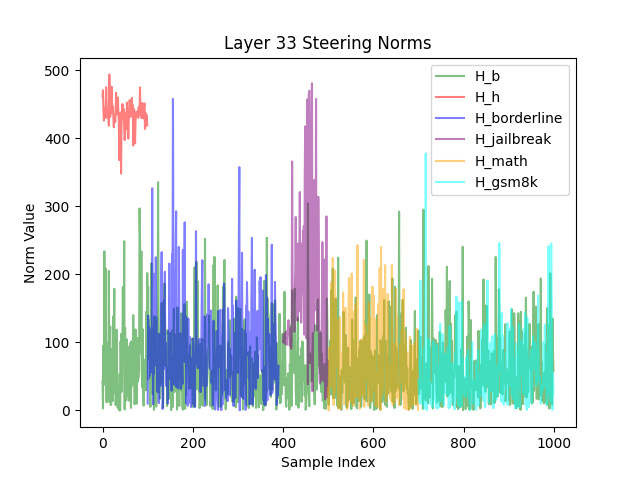 Layer 33 Steering Norms
Norm Value
500
400
300
200
100
0
H_b
H_h
H_borderline
H_jailbreak
H_math
H_gsm8k
0 200 400 600 800 1000
Sample Index